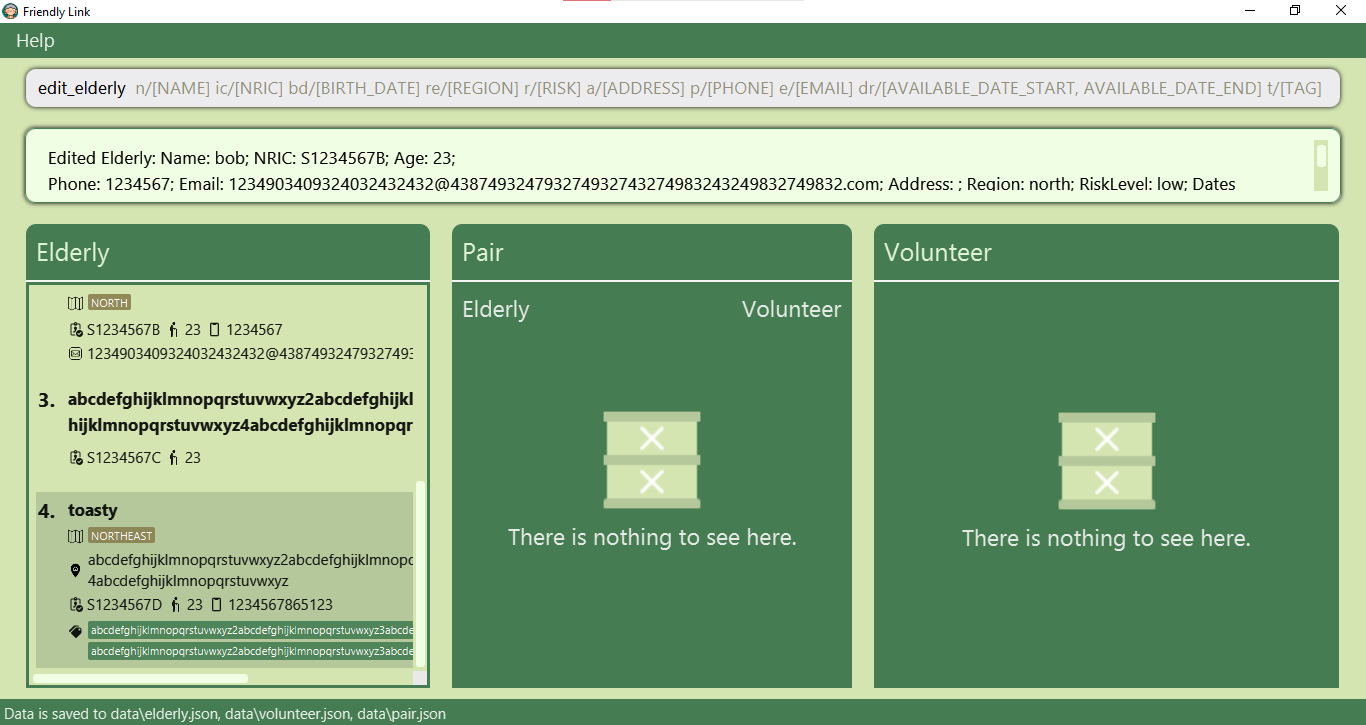 Friendly Link
Help
edit_elderly n/[NAME] ic/[NRIC] bd/[BIRTH_DATE] re/[REGION] r/[RISK] a/[ADDRESS] p/[PHONE] e/[EMAIL] dr/[AVAILABLE_DATE_START, AVAILABLE_DATE_END] t/[TAG]
Edited Elderly: Name: bob; NRIC: S1234567B; Age: 23;
Phone: 1234567; Email: 1234903409324032432432@43874932479327493274327498324324983​2749832.com; Address: ; Region: north; RiskLevel: low; Dates
Elderly
NORTH
S1234567B 23 1234567
1234903409324032432432@43874932479327493
3. abcdefghijklmnopqrstuvwxyz2abcdefghijkl
hijklmnopqrstuvwxyz4abcdefghijklmnopqr
S1234567C 23
4. toasty
NORTHEAST
abcdefghijklmnopqrstuvwxyz2abcdefghijklmnopq
4abcdefghijklmnopqrstuvwxyz
S1234567D 23 1234567865123
abcdefghijklmnopqrstuvwxyz2abcdefghijklmnopqrstuvwxyz3abcde
abcdefghijklmnopqrstuvwxyz2abcdefghijklmnopqrstuvwxyz3abcde
Pair
Elderly Volunteer
There is nothing to see here.
Volunteer
There is nothing to see here.
Data is saved to data\elderly.json, data\volunteer.json, data\pair.json